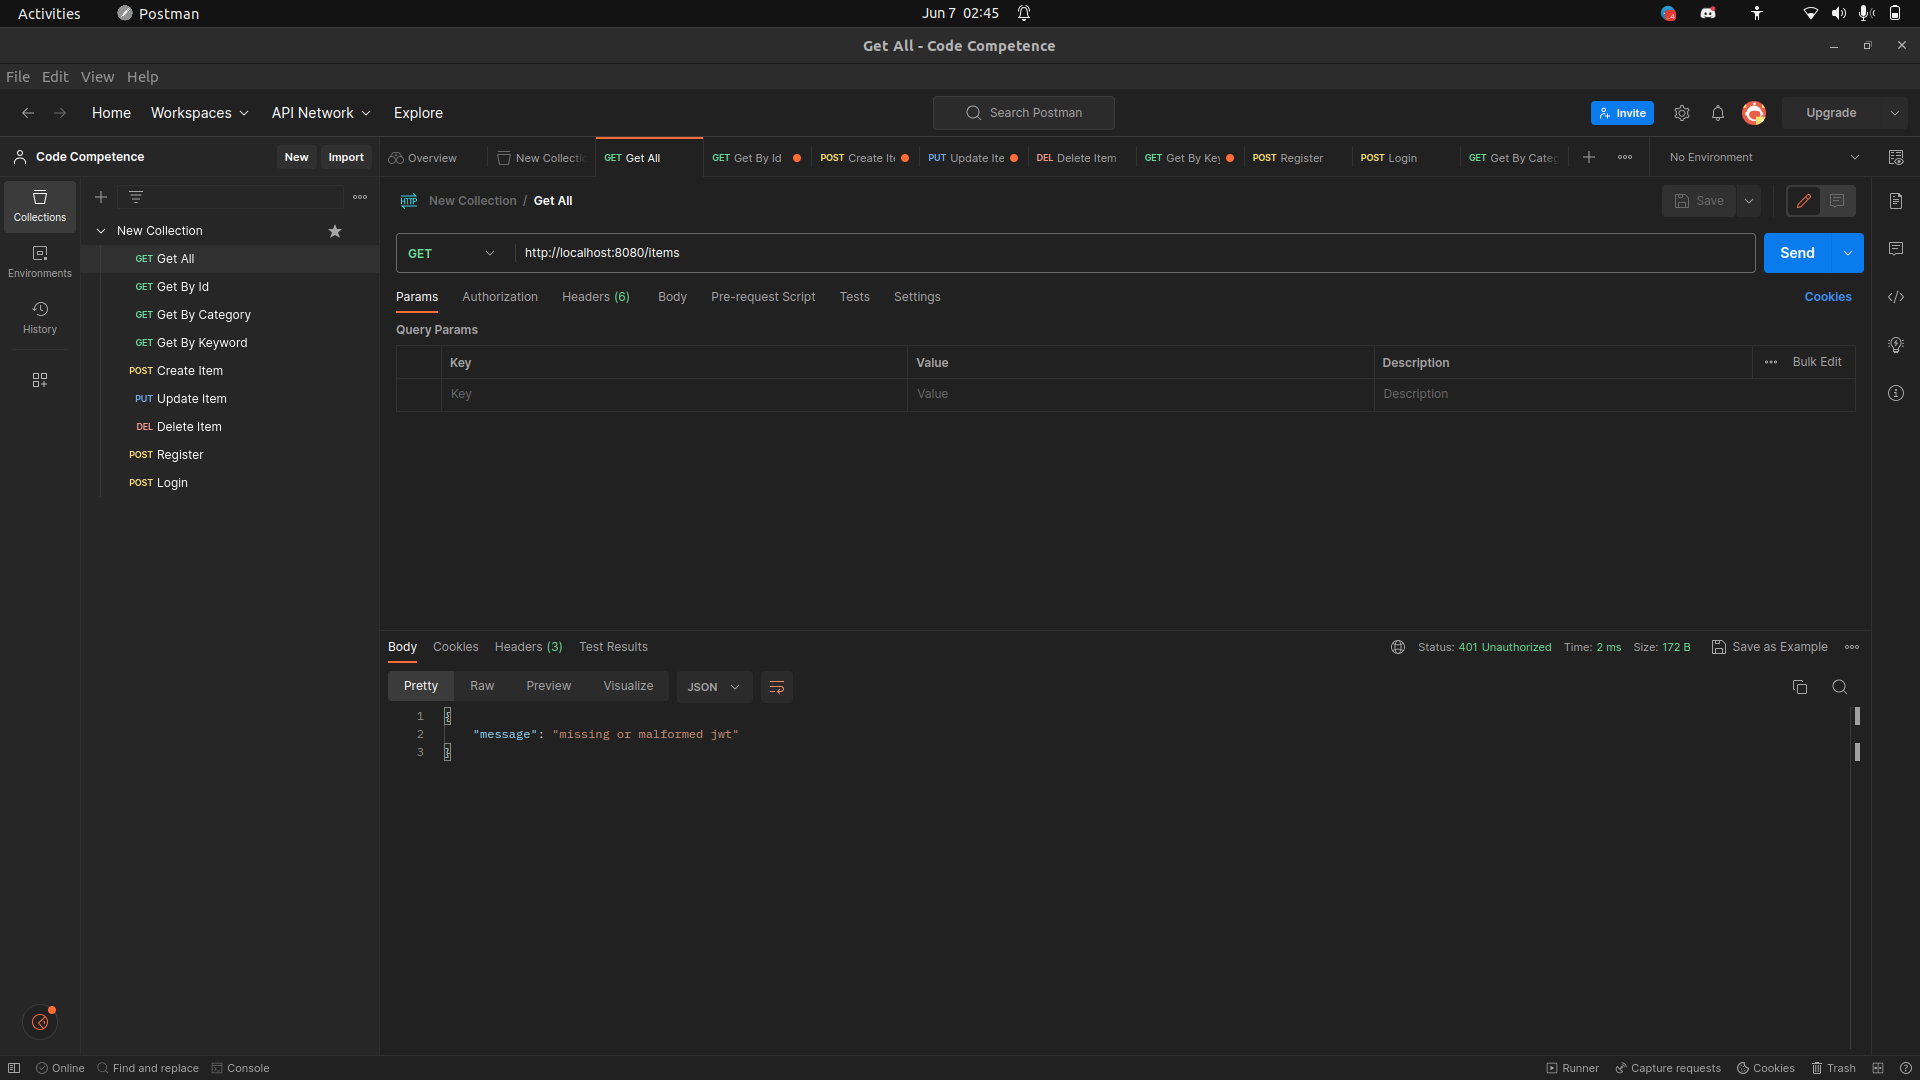 Activities Postman Jun 7 02:45
Get All - Code Competence
File Edit View Help
Home Workspaces API Network Explore Search Postman Invite Upgrade
Code Competence New Import
Overview New Collectic GET Get All GET Get By Id POST Create Ite PUT Update Ite DEL Delete Item GET Get By Key POST Register POST Login GET Get By Categ No Environment
Collections
Environments
History
New Collection
GET Get All
GET Get By Id
GET Get By Category
GET Get By Keyword
POST Create Item
PUT Update Item
DEL Delete Item
POST Register
POST Login
HTTP New Collection / Get All Save
GET http://localhost:8080/items Send
Params Authorization Headers (6) Body Pre-request Script Tests Settings Cookies
Query Params
Key Value Description Bulk Edit
Key Value Description
Body Cookies Headers (3) Test Results Status: 401 Unauthorized Time: 2 ms Size: 172 B Save as Example
Pretty Raw Preview Visualize JSON
1 {
2 "message": "missing or malformed jwt"
3 }
Online Find and replace Console Runner Capture requests Cookies Trash